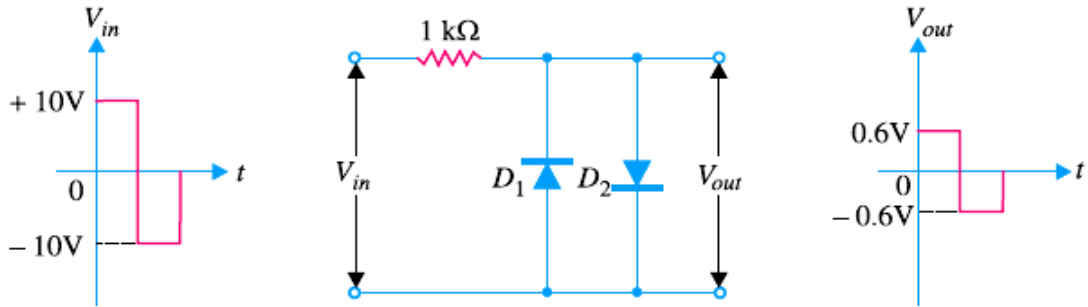 V_in
+ 10V
0
t
– 10V
1 kΩ
V_in
D_1
D_2
V_out
V_out
0.6V
0
t
– 0.6V